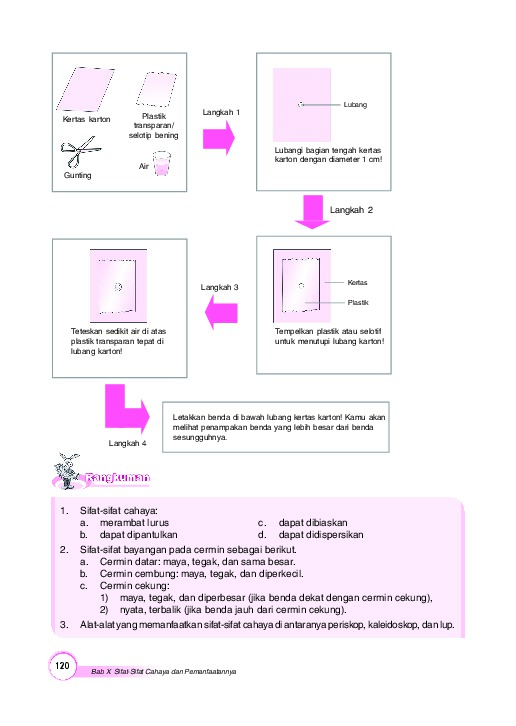 Kertas karton
Plastik
transparan/
selotip bening
Gunting
Air
Langkah 1
Lubang
Lubangi bagian tengah kertas
karton dengan diameter 1 cm!
Langkah 2
Kertas
Plastik
Tempelkan plastik atau selotif
untuk menutupi lubang karton!
Langkah 3
Teteskan sedikit air di atas
plastik transparan tepat di
lubang karton!
Langkah 4
Letakkan benda di bawah lubang kertas karton! Kamu akan
melihat penampakan benda yang lebih besar dari benda
sesungguhnya.
Rangkuman
1. Sifat-sifat cahaya:
a. merambat lurus c. dapat dibiaskan
b. dapat dipantulkan d. dapat didispersikan
2. Sifat-sifat bayangan pada cermin sebagai berikut.
a. Cermin datar: maya, tegak, dan sama besar.
b. Cermin cembung: maya, tegak, dan diperkecil.
c. Cermin cekung:
1) maya, tegak, dan diperbesar (jika benda dekat dengan cermin cekung),
2) nyata, terbalik (jika benda jauh dari cermin cekung).
3. Alat-alat yang memanfaatkan sifat-sifat cahaya di antaranya periskop, kaleidoskop, dan lup.
120 Bab X Sifat-Sifat Cahaya dan Pemanfaatannya